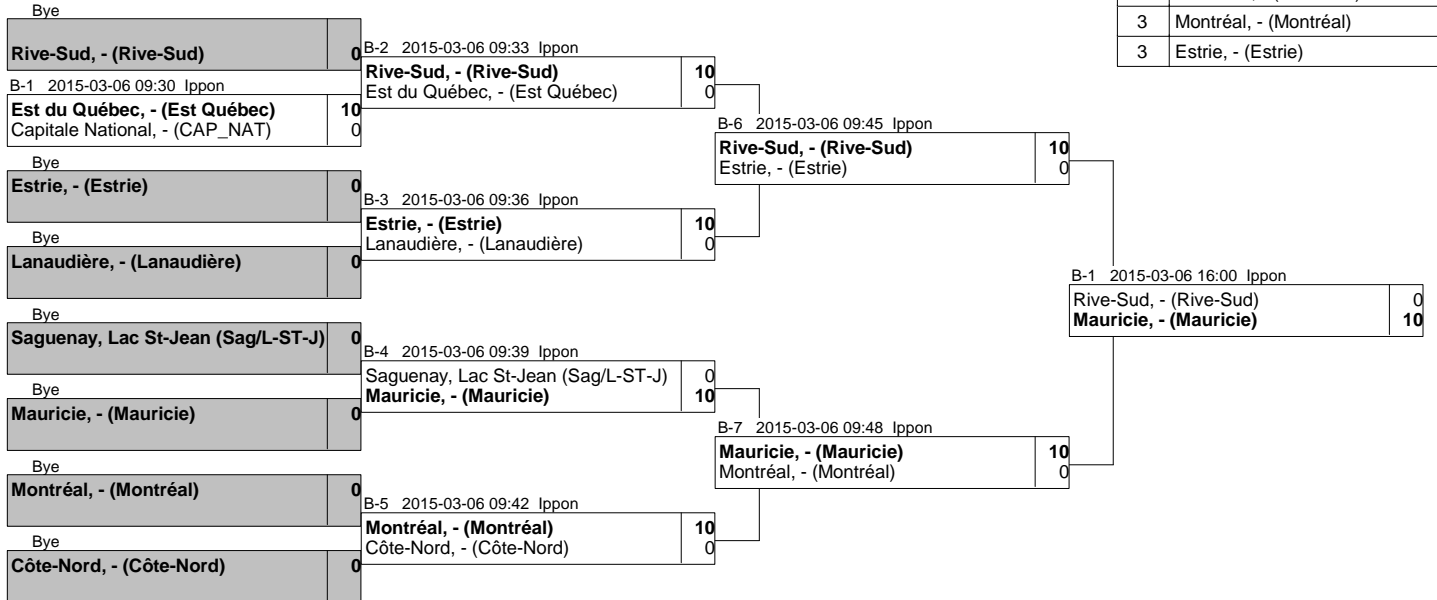 Bye
Rive-Sud, - (Rive-Sud) 0
B-1 2015-03-06 09:30 Ippon
Est du Québec, - (Est Québec) 10
Capitale National, - (CAP_NAT) 0
Bye
Estrie, - (Estrie) 0
Bye
Lanaudière, - (Lanaudière) 0
Bye
Saguenay, Lac St-Jean (Sag/L-ST-J) 0
Bye
Mauricie, - (Mauricie) 0
Bye
Montréal, - (Montréal) 0
Bye
Côte-Nord, - (Côte-Nord) 0
B-2 2015-03-06 09:33 Ippon
Rive-Sud, - (Rive-Sud) 10
Est du Québec, - (Est Québec) 0
B-3 2015-03-06 09:36 Ippon
Estrie, - (Estrie) 10
Lanaudière, - (Lanaudière) 0
B-4 2015-03-06 09:39 Ippon
Saguenay, Lac St-Jean (Sag/L-ST-J) 0
Mauricie, - (Mauricie) 10
B-5 2015-03-06 09:42 Ippon
Montréal, - (Montréal) 10
Côte-Nord, - (Côte-Nord) 0
B-6 2015-03-06 09:45 Ippon
Rive-Sud, - (Rive-Sud) 10
Estrie, - (Estrie) 0
B-7 2015-03-06 09:48 Ippon
Mauricie, - (Mauricie) 10
Montréal, - (Montréal) 0
B-1 2015-03-06 16:00 Ippon
Rive-Sud, - (Rive-Sud) 0
Mauricie, - (Mauricie) 10
3 Montréal, - (Montréal)
3 Estrie, - (Estrie)